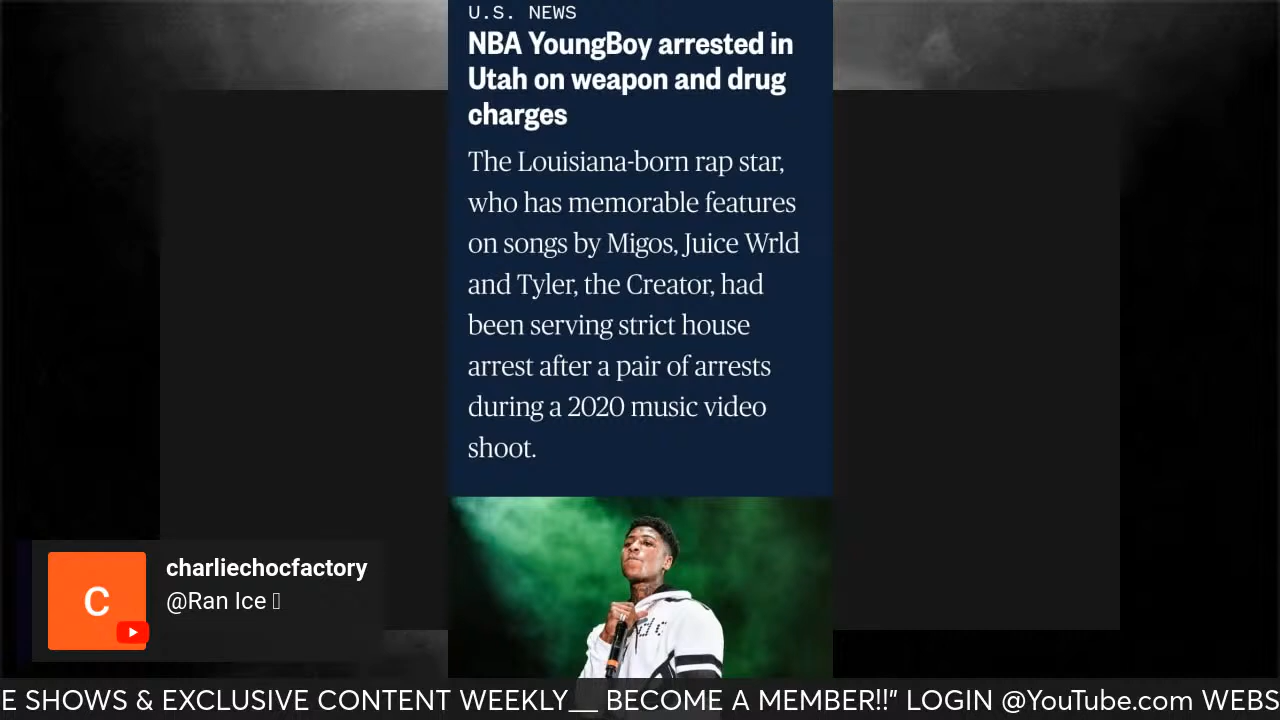 U.S. NEWS
NBA YoungBoy arrested in
Utah on weapon and drug
charges
The Louisiana-born rap star,
who has memorable features
on songs by Migos, Juice Wrld
and Tyler, the Creator, had
been serving strict house
arrest after a pair of arrests
during a 2020 music video
shoot.
C
charliechocfactory
@Ran Ice
E SHOWS & EXCLUSIVE CONTENT WEEKLY__ BECOME A MEMBER!!” LOGIN @YouTube.com WEBS